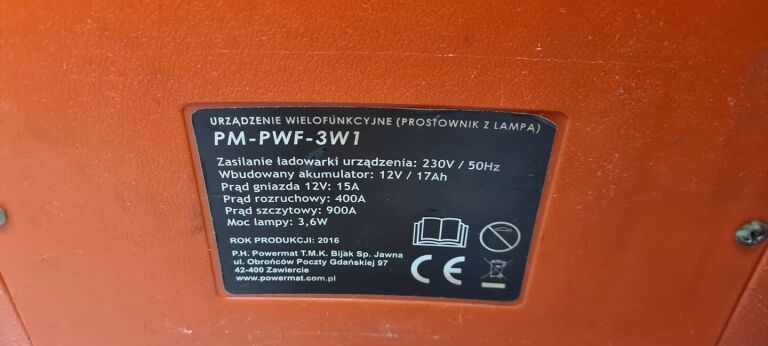 URZĄDZENIE WIELOFUNKCYJNE (PROSTOWNIK Z LAMPĄ)
PM-PWF-3W1
Zasilanie ładowarki urządzenia: 230V / 50Hz
Wbudowany akumulator: 12V / 17Ah
Prąd gniazda 12V: 15A
Prąd rozruchowy: 400A
Prąd szczytowy: 900A
Moc lampy: 3,6W
ROK PRODUKCJI: 2016
P.H. Powermat T.M.K. Bijak Sp. Jawna
ul. Obrońców Poczty Gdańskiej 97
42-400 Zawiercie
www.powermat.com.pl
CE